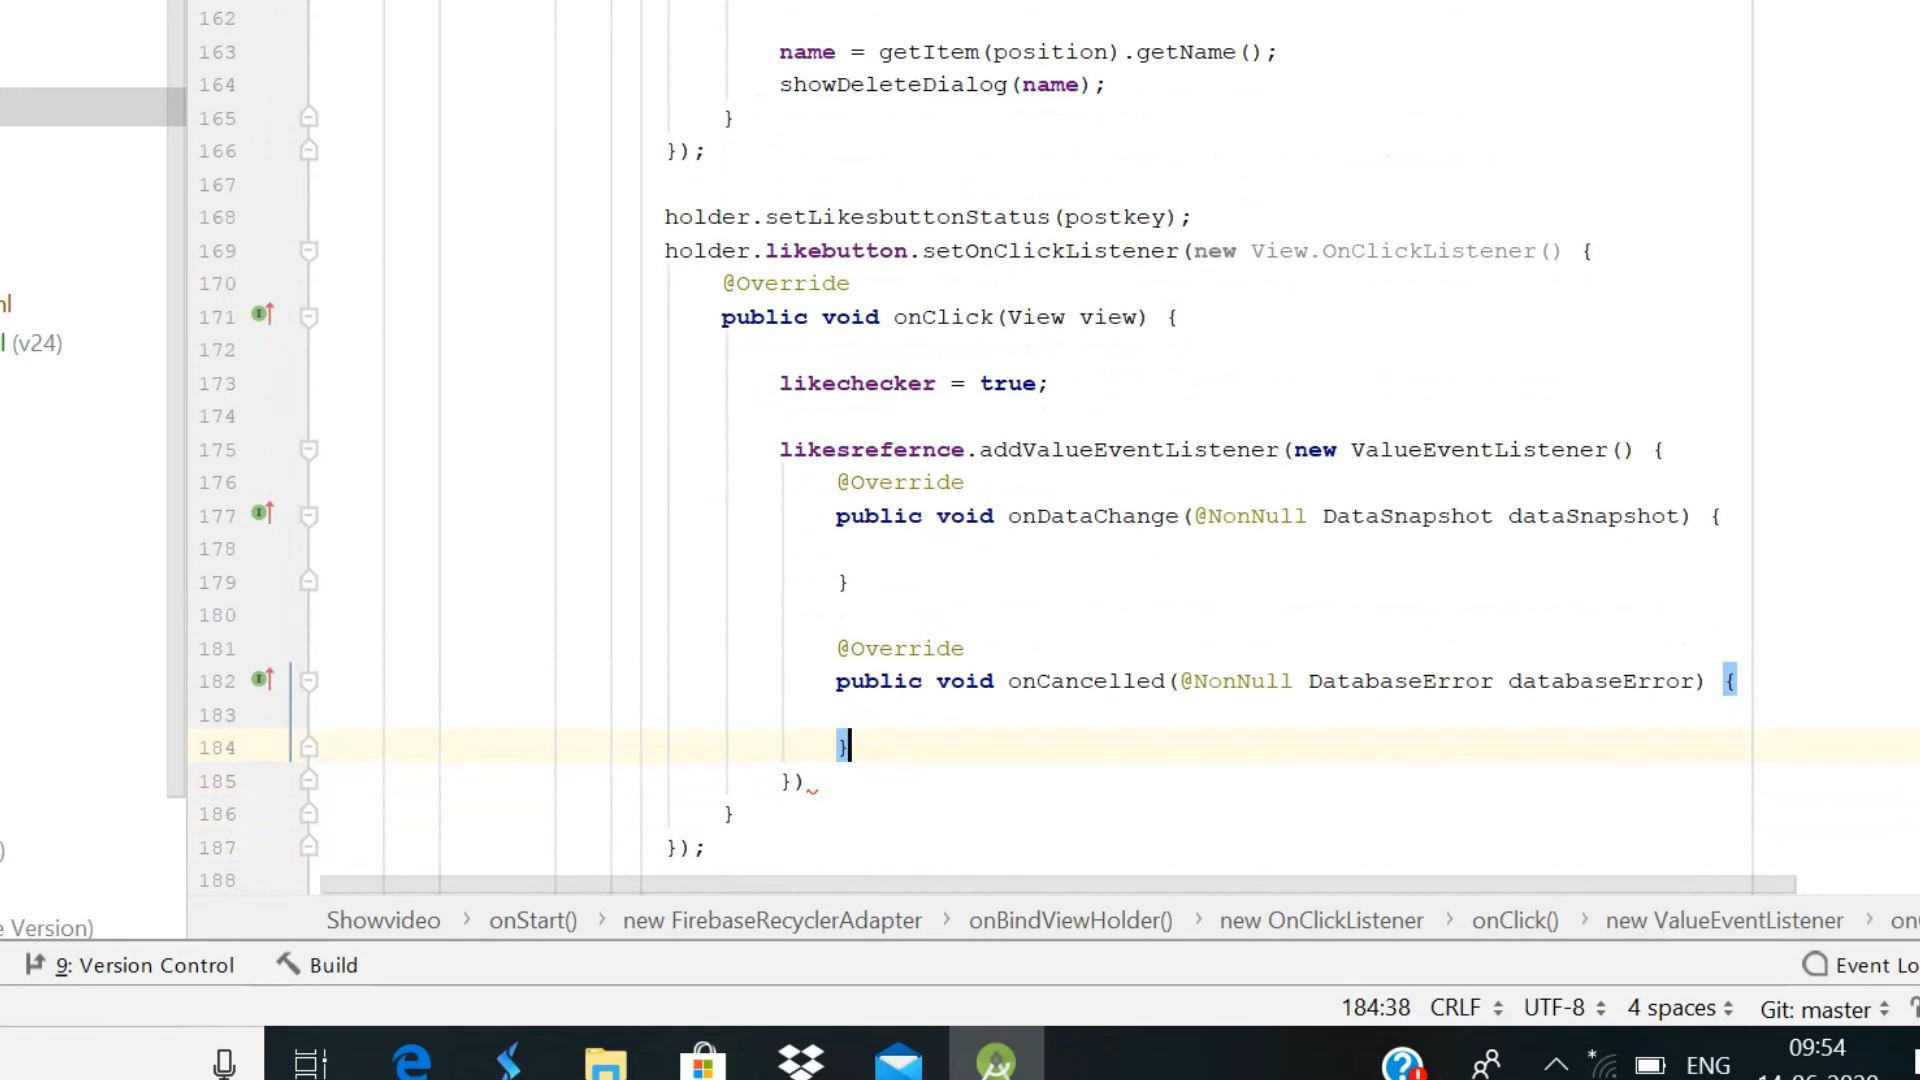 162
163 name = getItem(position).getName();
164 showDeleteDialog(name);
165 }
166 });
167
168 holder.setLikesbuttonStatus(postkey);
169 holder.likebutton.setOnClickListener(new View.OnClickListener() {
170 @Override
171 public void onClick(View view) {
172
173 likechecker = true;
174
175 likesrefernce.addValueEventListener(new ValueEventListener() {
176 @Override
177 public void onDataChange(@NonNull DataSnapshot dataSnapshot) {
178
179 }
180
181 @Override
182 public void onCancelled(@NonNull DatabaseError databaseError) {
183
184 }
185 })
186 }
187 });
188
(v24)
)
Version)
Showvideo > onStart() > new FirebaseRecyclerAdapter > onBindViewHolder() > new OnClickListener > onClick() > new ValueEventListener >
9: Version Control Build Event Lo
184:38 CRLF UTF-8 4 spaces Git: master
ENG 09:54